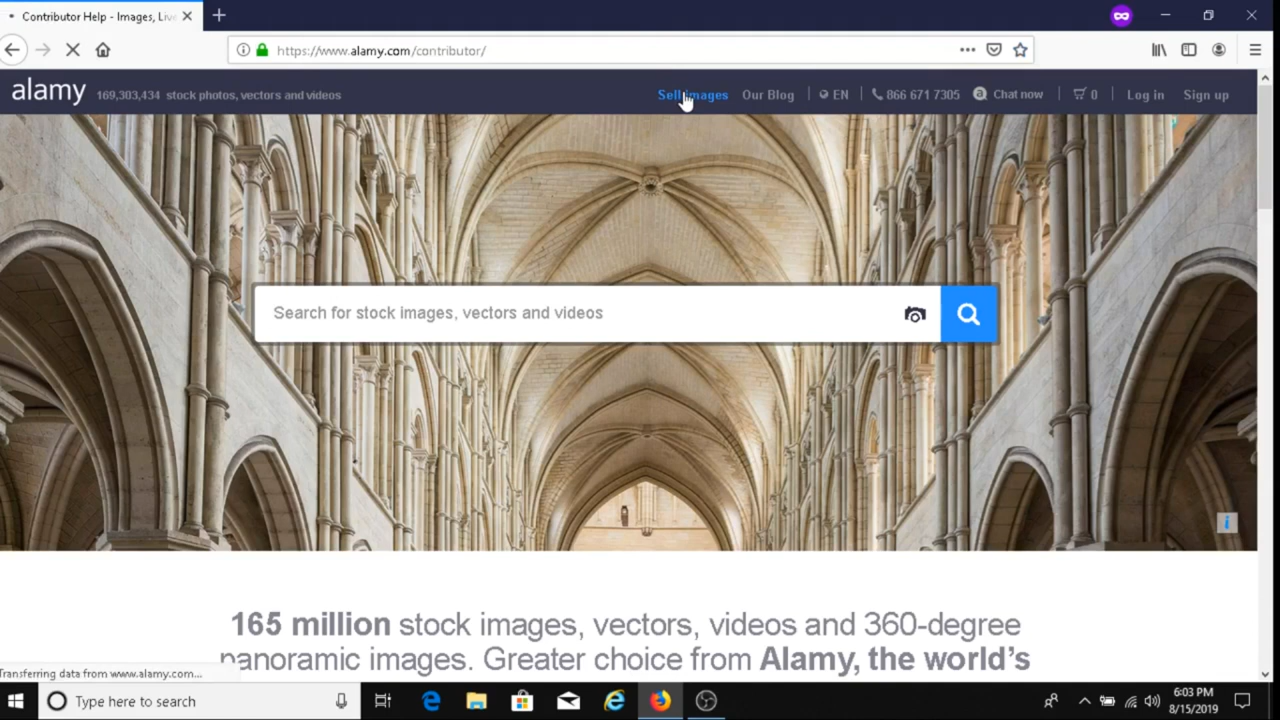 Contributor Help - Images, Liv
https://www.alamy.com/contributor/
alamy 169,303,434 stock photos, vectors and videos Sell images Our Blog EN 866 671 7305 Chat now 0 Log in Sign up
Search for stock images, vectors and videos
165 million stock images, vectors, videos and 360-degree
panoramic images. Greater choice from Alamy, the world's
Transferring data from www.alamy.com...
Type here to search
6:03 PM
8/15/2019